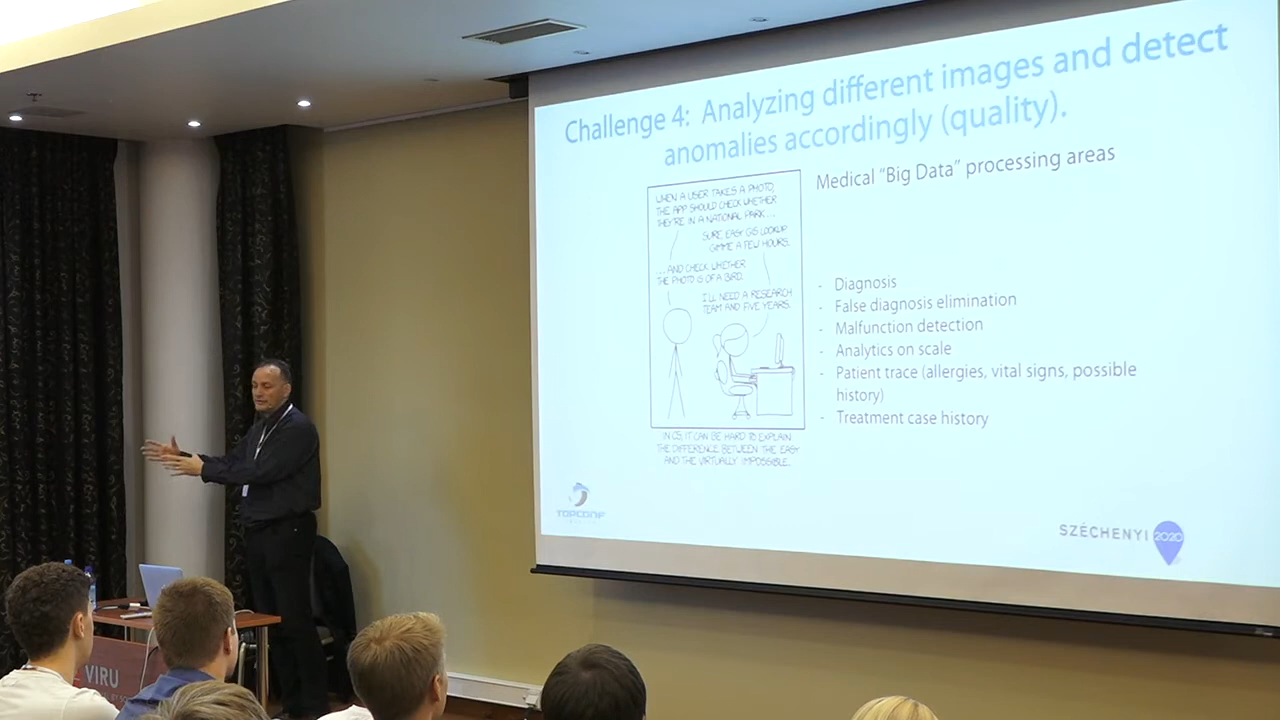 Challenge 4: Analyzing different images and detect
anomalies accordingly (quality).
Medical "Big Data" processing areas
WHEN A USER TAKES A PHOTO,
THE APP SHOULD CHECK WHETHER
THEY'RE IN A NATIONAL PARK...
SURE, EASY GIS LOOKUP.
GIMME A FEW HOURS.
...AND CHECK WHETHER
THE PHOTO IS OF A BIRD.
I'LL NEED A RESEARCH
TEAM AND FIVE YEARS.
IN CS, IT CAN BE HARD TO EXPLAIN
THE DIFFERENCE BETWEEN THE EASY
AND THE VIRTUALLY IMPOSSIBLE.
- Diagnosis
- False diagnosis elimination
- Malfunction detection
- Analytics on scale
- Patient trace (allergies, vital signs, possible
history)
- Treatment case history
TOPCONF
SZÉCHENYI 2020
VIRU